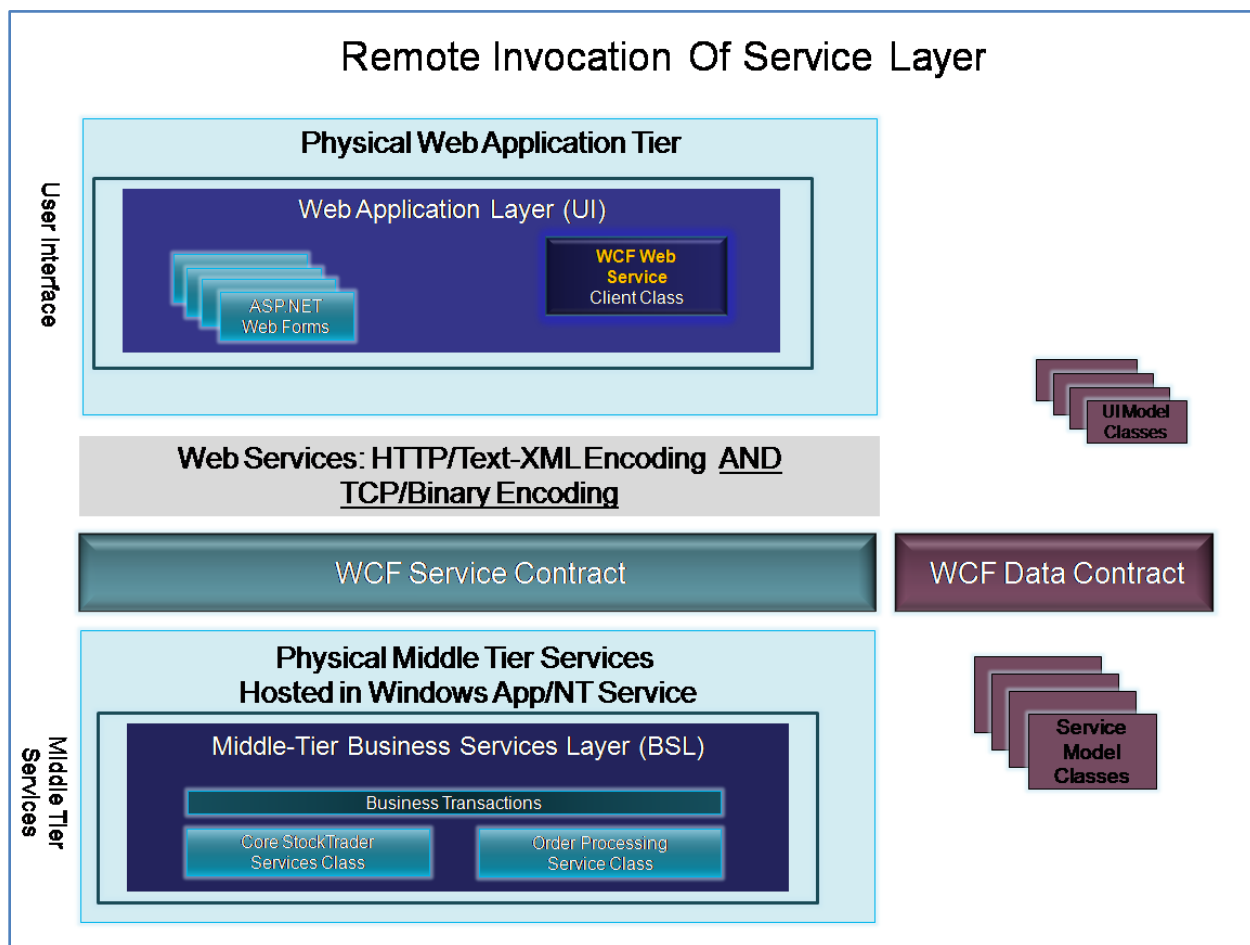 Remote Invocation Of Service Layer
User Interface
Physical Web Application Tier
Web Application Layer (UI)
ASP.NET
Web Forms
WCF Web
Service
Client Class
UI Model
Classes
Web Services: HTTP/Text-XML Encoding AND
TCP/Binary Encoding
WCF Service Contract
WCF Data Contract
Middle Tier
Services
Physical Middle Tier Services
Hosted in Windows App/NT Service
Middle-Tier Business Services Layer (BSL)
Business Transactions
Core StockTrader
Services Class
Order Processing
Service Class
Service
Model
Classes